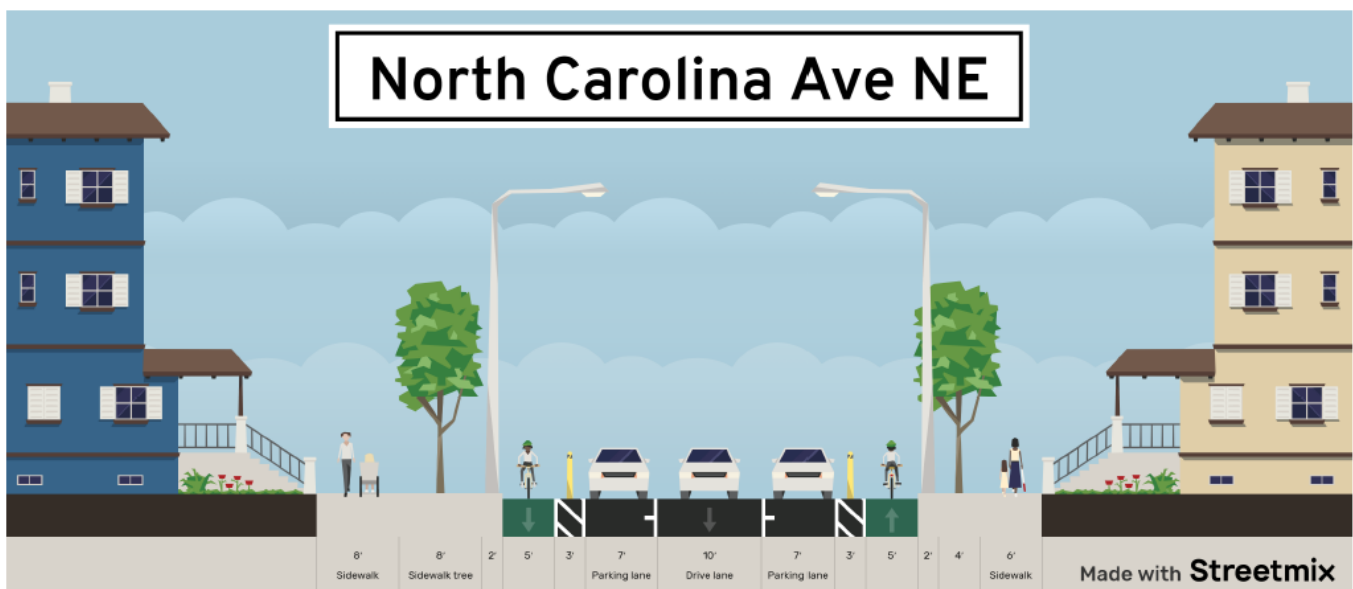 North Carolina Ave NE
8' 8' 2' 5' 3' 7' 10' 7' 3' 5' 2' 4' 6'
Sidewalk Sidewalk tree Parking lane Drive lane Parking lane Sidewalk
Made with Streetmix